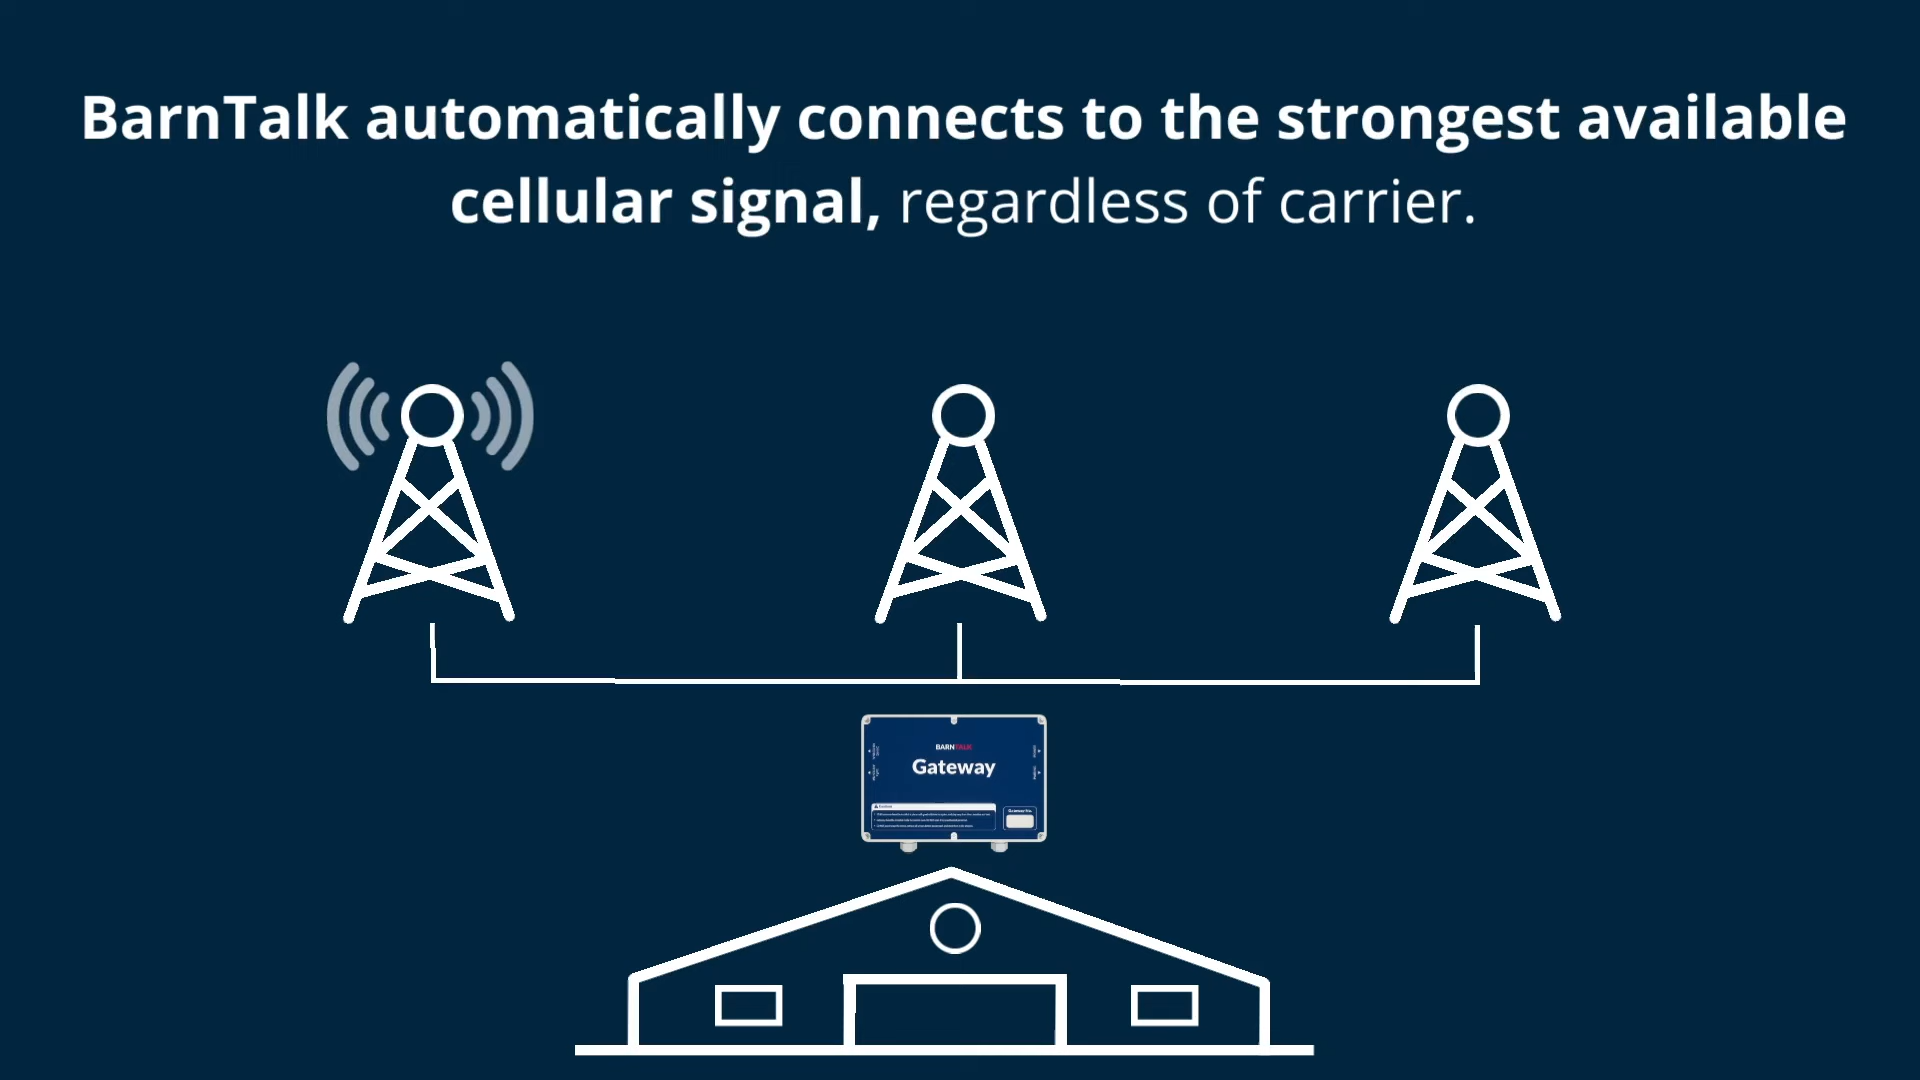 BarnTalk automatically connects to the strongest available
cellular signal, regardless of carrier.
BARNTALK
Gateway